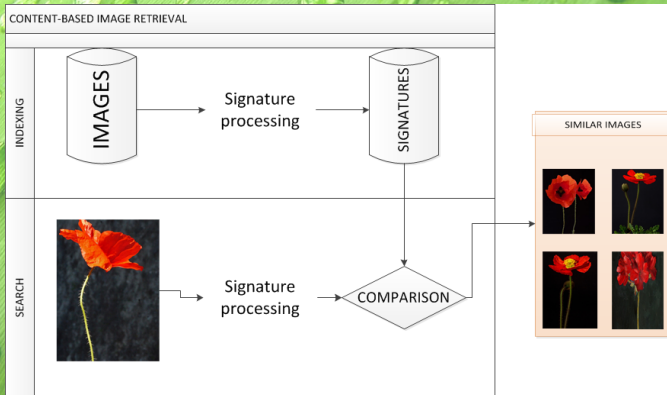 CONTENT-BASED IMAGE RETRIEVAL
INDEXING
IMAGES
Signature
processing
SIGNATURES
SIMILAR IMAGES
SEARCH
Signature
processing
COMPARISON